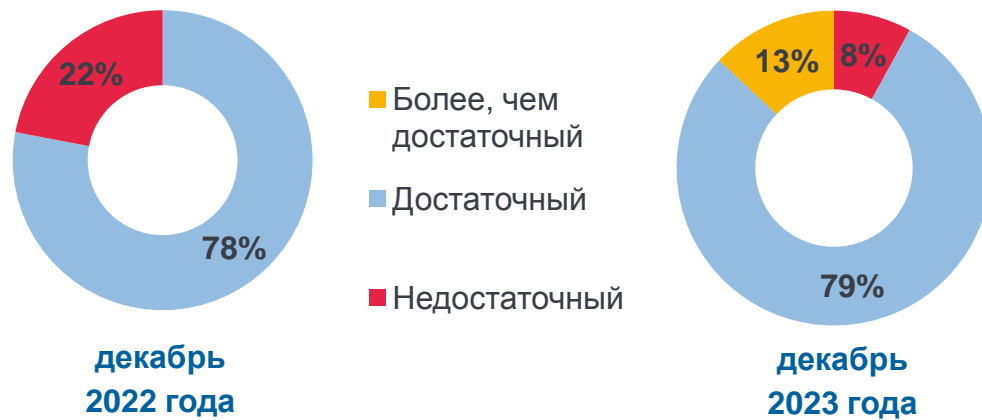 22%
78%
декабрь
2022 года
Более, чем
достаточный
Достаточный
Недостаточный
13%
8%
79%
декабрь
2023 года